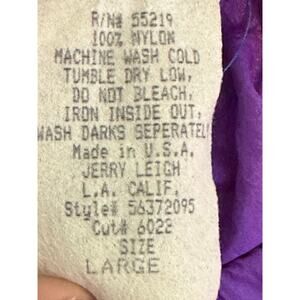 R/N# 55219
100% NYLON
MACHINE WASH COLD
TUMBLE DRY LOW,
DO NOT BLEACH,
IRON INSIDE OUT,
WASH DARKS SEPERATELY
Made in U.S.A.
JERRY LEIGH
L.A. CALIF.
Style# 56372095
Cut# 6022
SIZE
LARGE